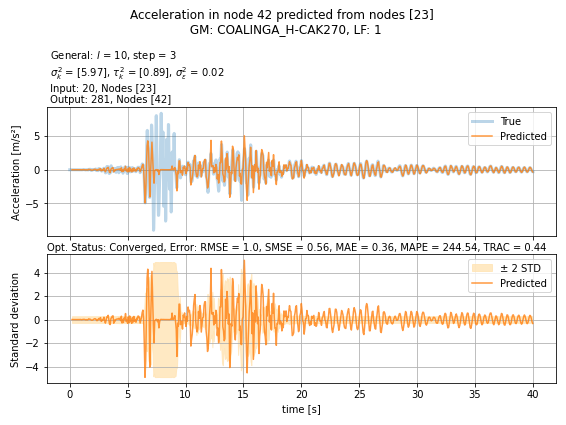 Acceleration in node 42 predicted from nodes [23]
GM: COALINGA_H-CAK270, LF: 1
General: l = 10, step = 3
σ²ₖ = [5.97], τ²ₖ = [0.89], σ²ε = 0.02
Input: 20, Nodes [23]
Output: 281, Nodes [42]
True
Predicted
Acceleration [m/s²]
5
0
−5
Opt. Status: Converged, Error: RMSE = 1.0, SMSE = 0.56, MAE = 0.36, MAPE = 244.54, TRAC = 0.44
± 2 STD
Predicted
Standard deviation
4
2
0
−2
−4
0 5 10 15 20 25 30 35 40
time [s]